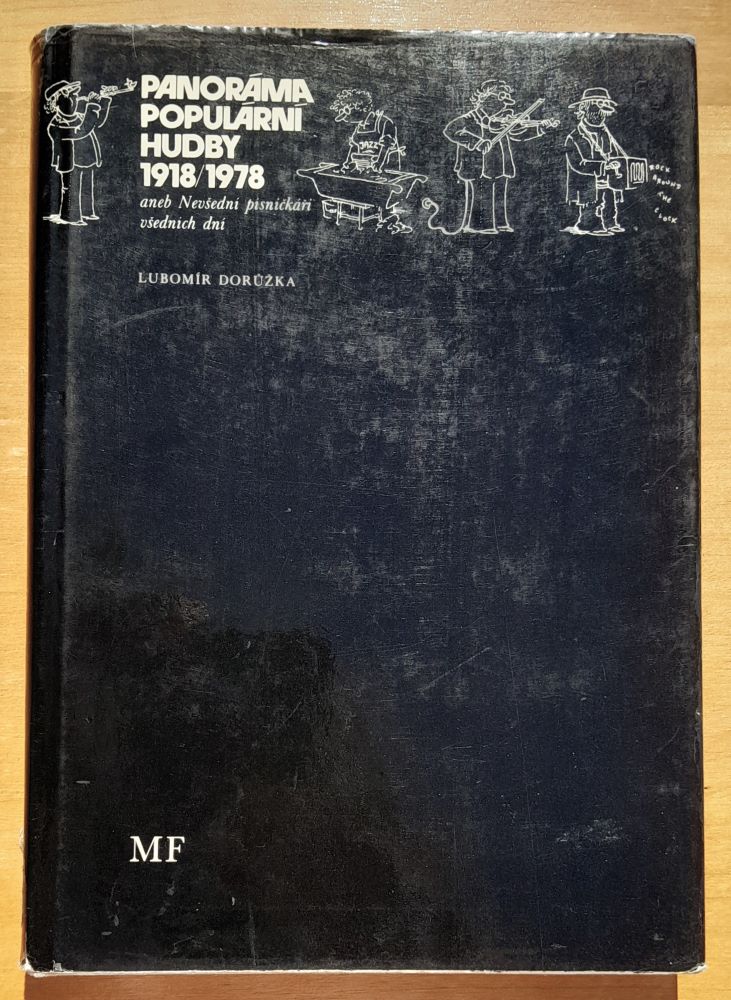 PANORÁMA
POPULÁRNÍ
HUDBY
1918/1978
aneb Nevšední písničkáři
všedních dní
LUBOMÍR DORŮŽKA
JAZZ
ROCK
AROUND
THE
CLOCK
MF